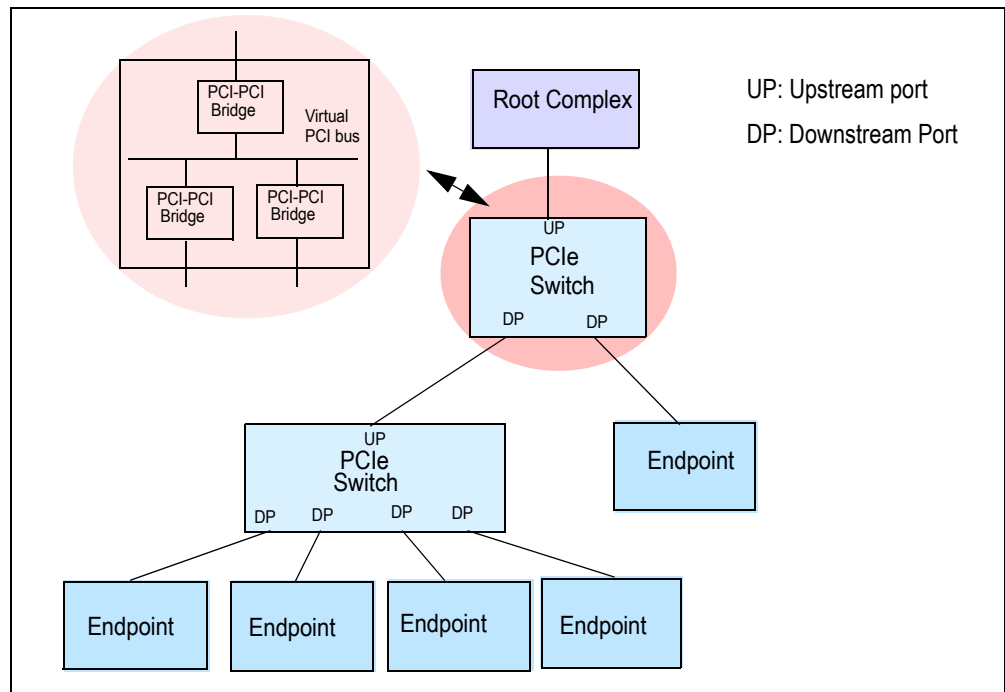 PCI-PCI
Bridge
Virtual
PCI bus
PCI-PCI
Bridge
PCI-PCI
Bridge
Root Complex
UP: Upstream port
DP: Downstream Port
UP
PCIe
Switch
DP
DP
UP
PCIe
Switch
DP
DP
DP
DP
Endpoint
Endpoint
Endpoint
Endpoint
Endpoint